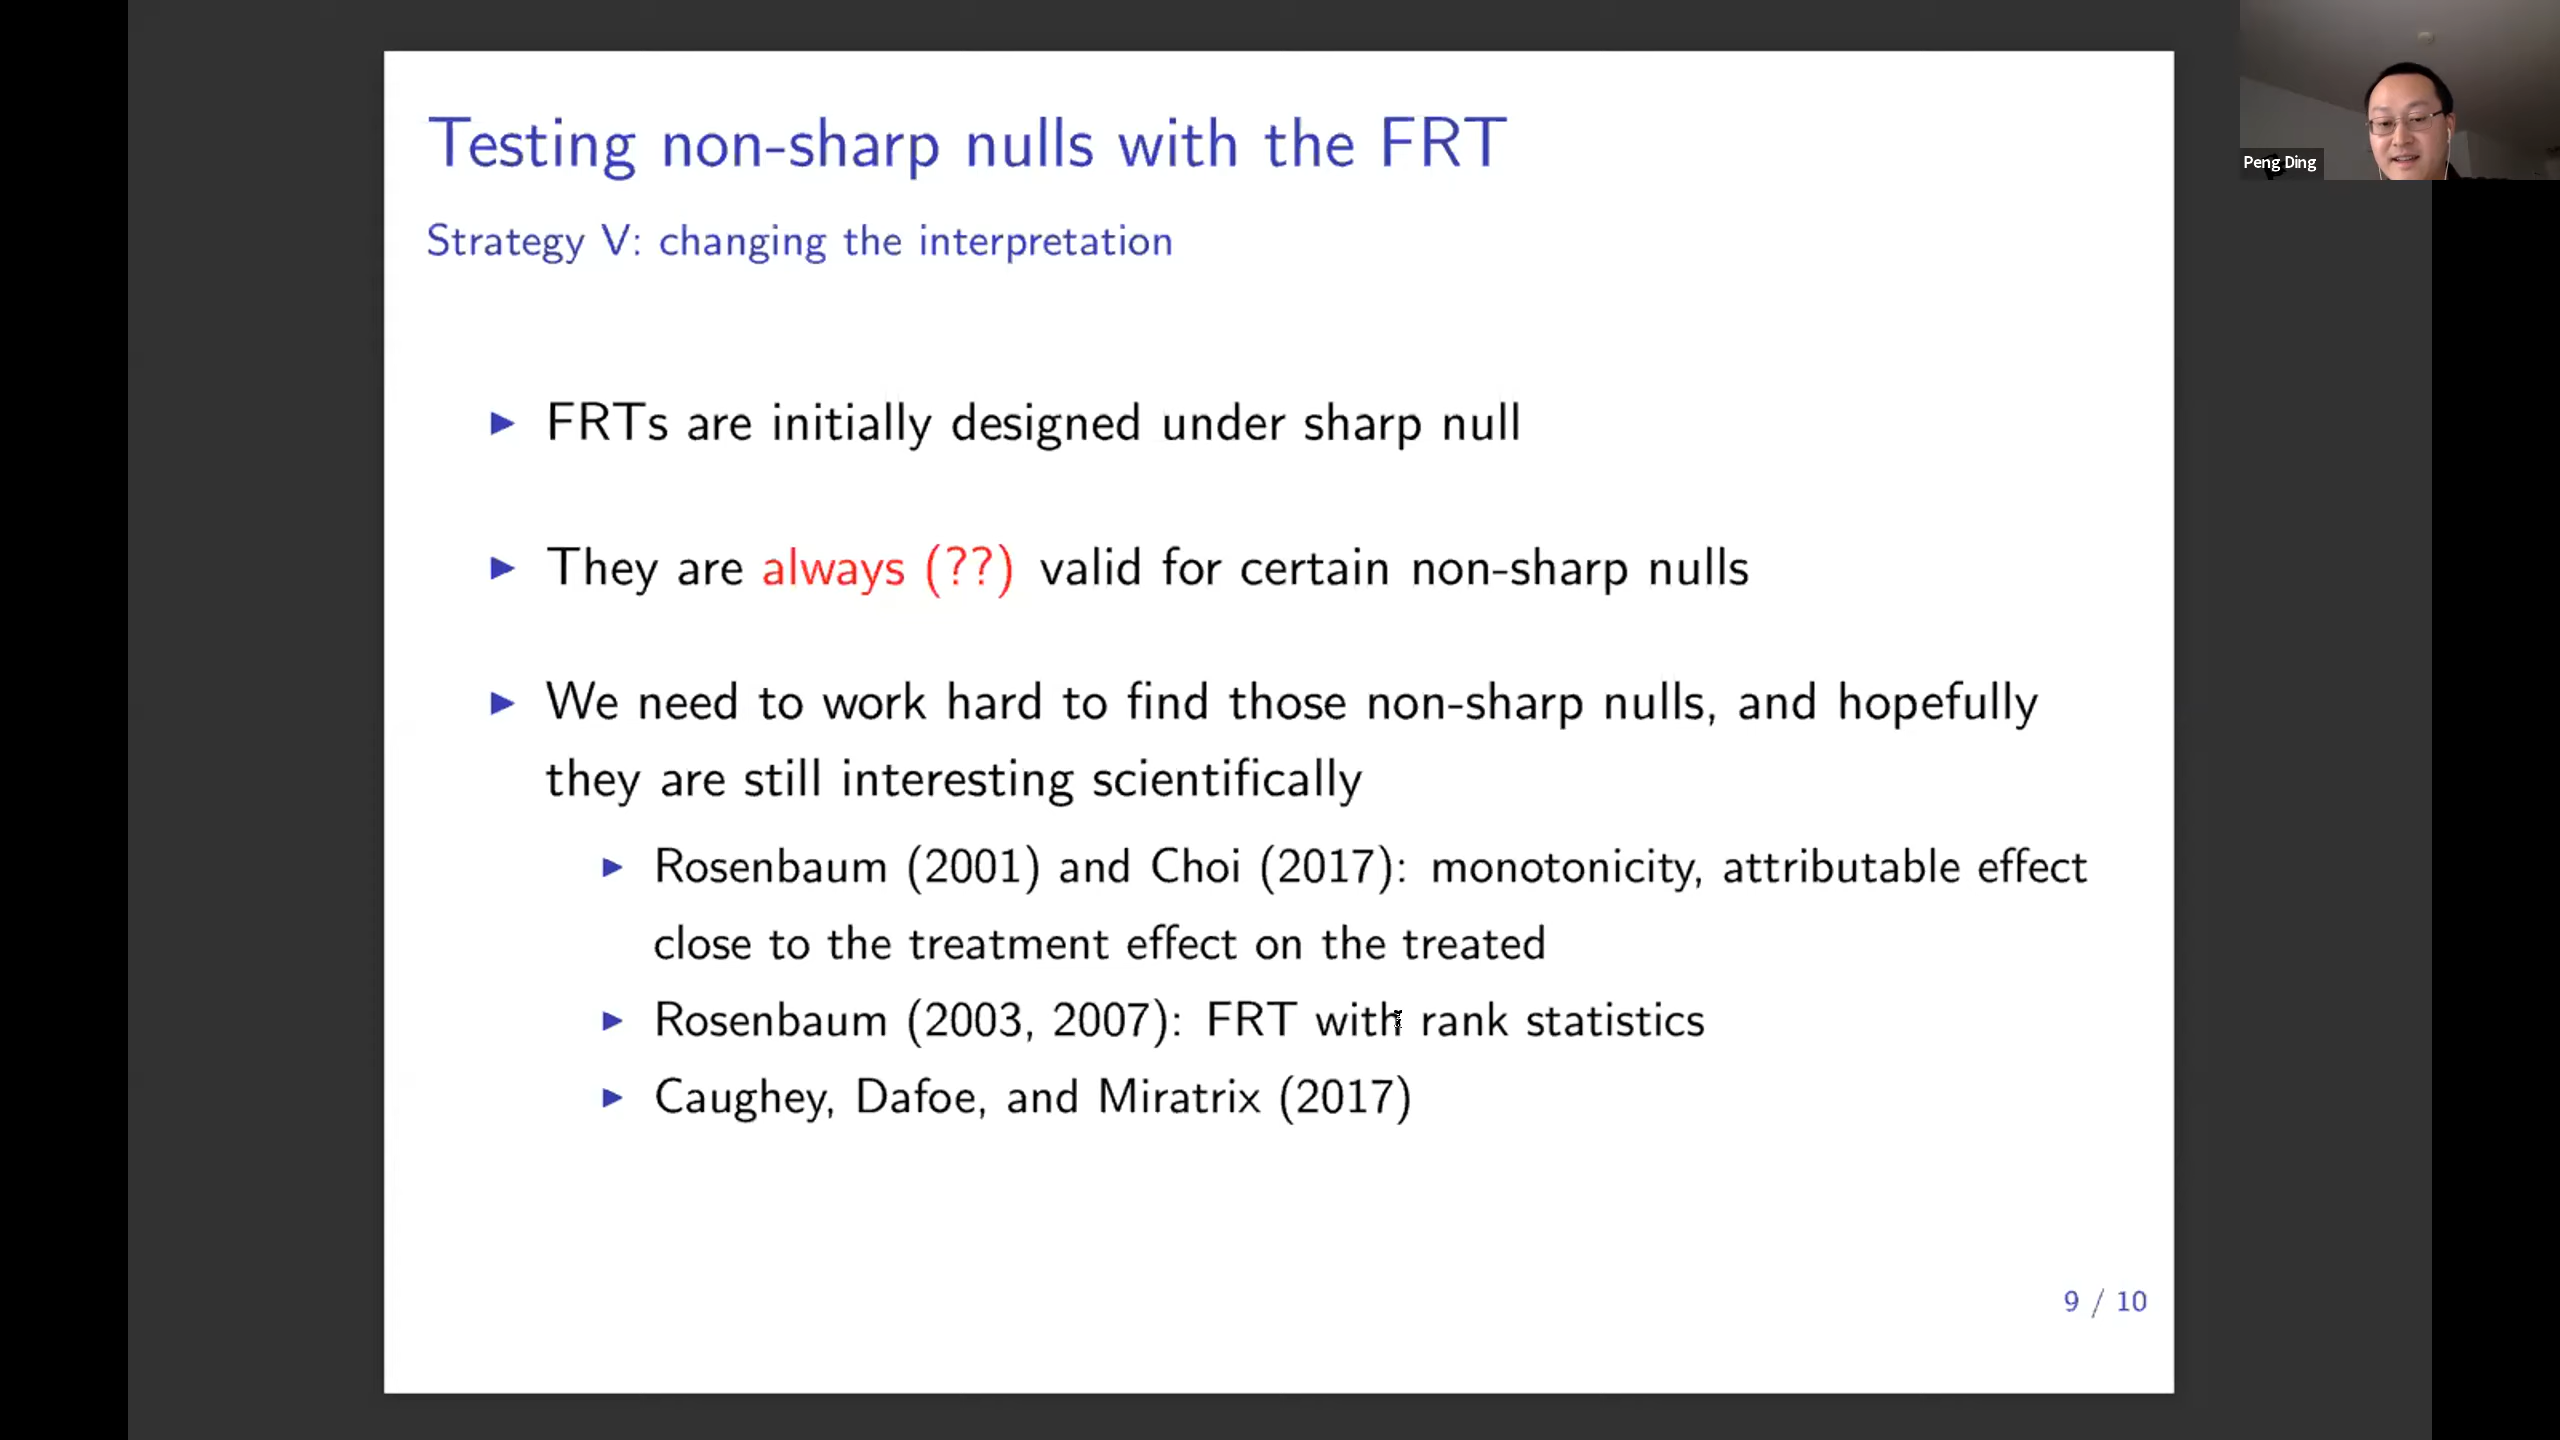 Testing non-sharp nulls with the FRT
Strategy V: changing the interpretation
▶ FRTs are initially designed under sharp null
▶ They are always (??) valid for certain non-sharp nulls
▶ We need to work hard to find those non-sharp nulls, and hopefully
they are still interesting scientifically
▶ Rosenbaum (2001) and Choi (2017): monotonicity, attributable effect
close to the treatment effect on the treated
▶ Rosenbaum (2003, 2007): FRT with rank statistics
▶ Caughey, Dafoe, and Miratrix (2017)
9 / 10
Peng Ding